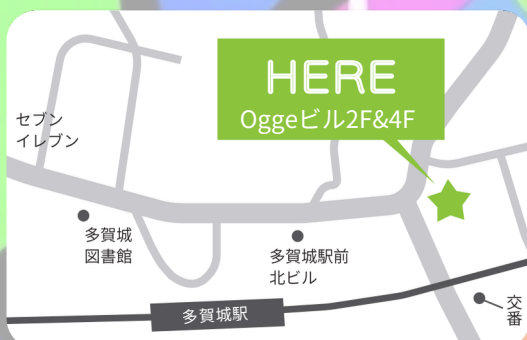 HERE
Oggeビル2F&4F
セブン
イレブン
多賀城
図書館
多賀城駅前
北ビル
多賀城駅
交
番